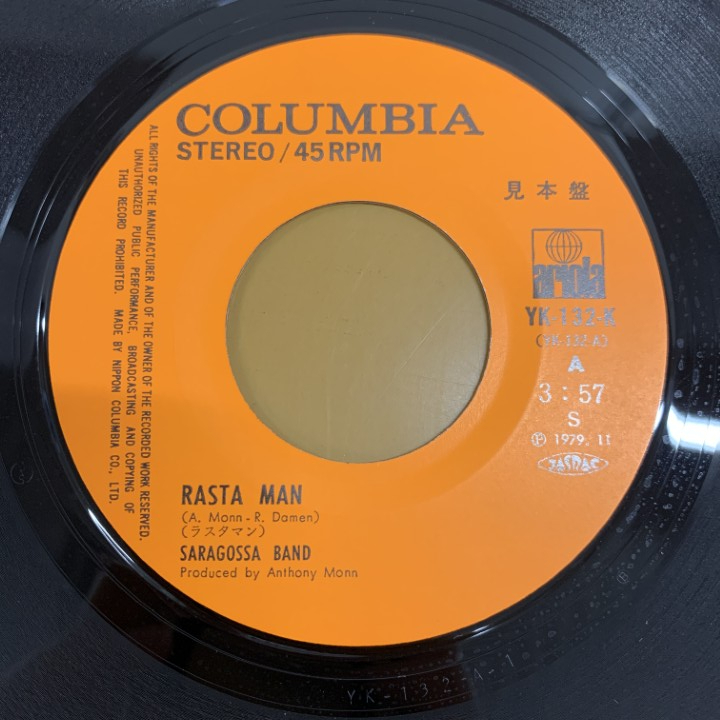 COLUMBIA
STEREO / 45 RPM
見本盤
ariola
YK-132-K
(YK-132 A)
A
3:57
S
Ⓟ 1979. 11
JASRAC
ALL RIGHTS OF THE MANUFACTURER AND OF THE OWNER OF THE RECORDED WORK RESERVED.
UNAUTHORIZED PUBLIC PERFORMANCE, BROADCASTING AND COPYING OF
THIS RECORD PROHIBITED. MADE BY NIPPON COLUMBIA CO., LTD.
RASTA MAN
(A. Monn - R. Damen)
(ラスタマン)
SARAGOSSA BAND
Produced by Anthony Monn
YK-132-A-1